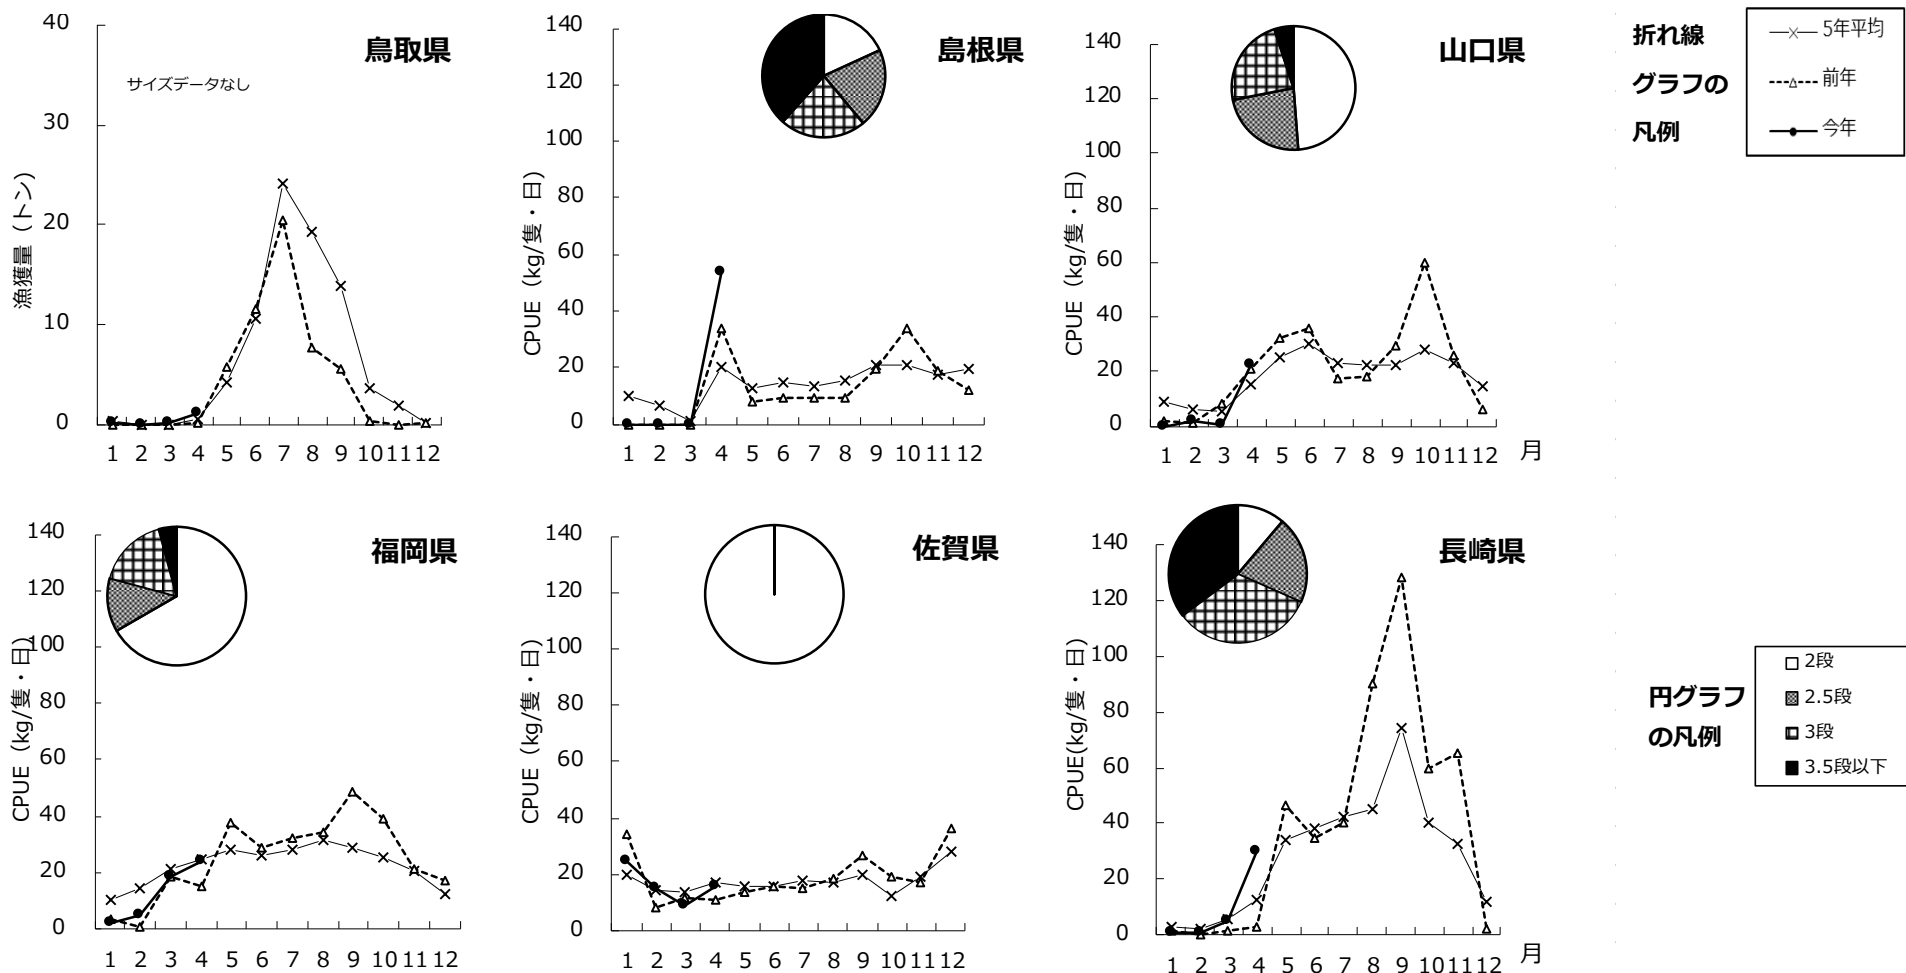 鳥取県
サイズデータなし
漁獲量（トン）
40
30
20
10
0
1 2 3 4 5 6 7 8 9 10 11 12
島根県
CPUE（kg/隻・日）
140
120
100
80
60
40
20
0
1 2 3 4 5 6 7 8 9 10 11 12
山口県
CPUE（kg/隻・日）
140
120
100
80
60
40
20
0
1 2 3 4 5 6 7 8 9 10 11 12 月
折れ線
グラフの
凡例
5年平均
前年
今年
福岡県
CPUE（kg/隻・日）
140
120
100
80
60
40
20
0
1 2 3 4 5 6 7 8 9 10 11 12
佐賀県
CPUE（kg/隻・日）
140
120
100
80
60
40
20
0
1 2 3 4 5 6 7 8 9 10 11 12
長崎県
CPUE(kg/隻・日）
140
120
100
80
60
40
20
0
1 2 3 4 5 6 7 8 9 10 11 12 月
円グラフ
の凡例
2段
2.5段
3段
3.5段以下